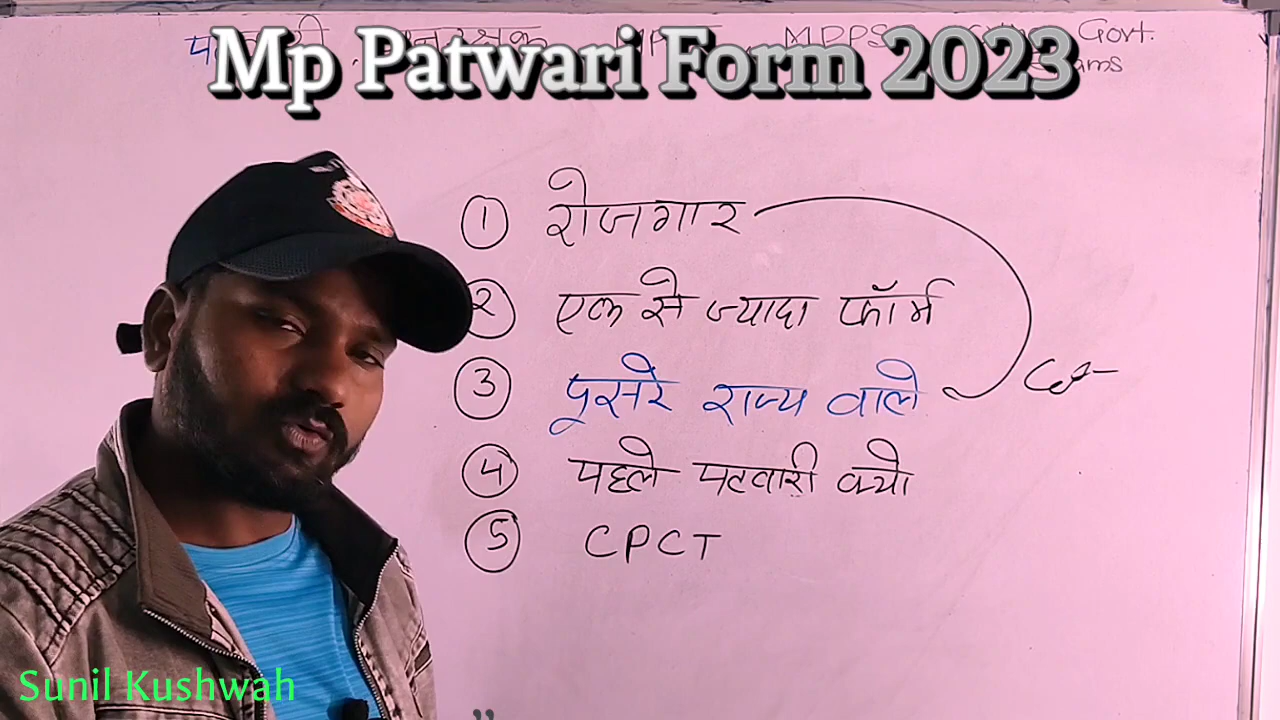 Mp Patwari Form 2023
Govt.
① रोजगार
② एक से ज्यादा फॉर्म
③ दूसरे राज्य वाले
④ पहले पटवारी क्यो
⑤ CPCT
Sunil Kushwah